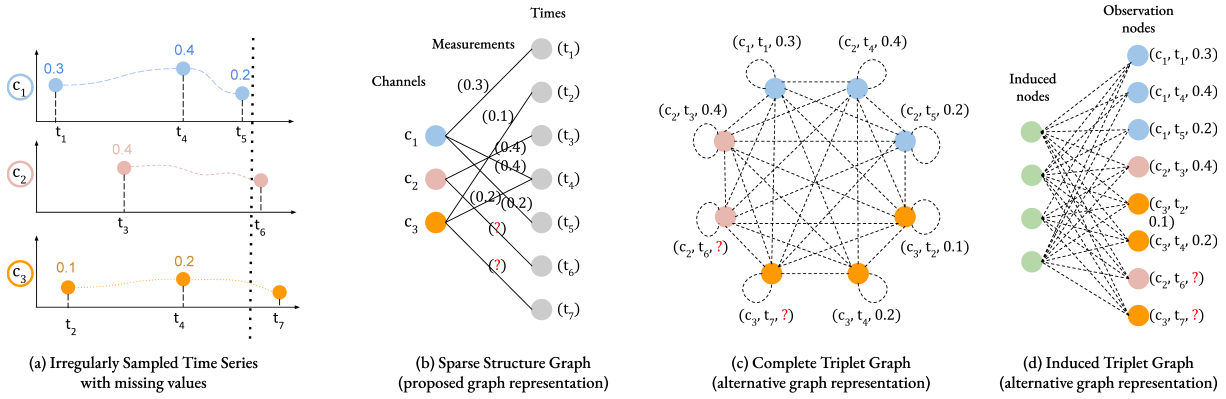 0.3
0.4
0.2
c1
t1
t4
t5
0.4
c2
t3
t6
0.1
0.2
c3
t2
t4
t7
(a) Irregularly Sampled Time Series
with missing values
Times
Measurements
Channels
c1
c2
c3
(0.3)
(0.1)
(0.4)
(0.4)
(0.2)
(0.2)
(?)
(?)
(t1)
(t2)
(t3)
(t4)
(t5)
(t6)
(t7)
(b) Sparse Structure Graph
(proposed graph representation)
(c1, t1, 0.3)
(c2, t4, 0.4)
(c2, t3, 0.4)
(c2, t5, 0.2)
(c2, t6, ?)
(c3, t2, 0.1)
(c3, t7, ?)
(c3, t4, 0.2)
(c) Complete Triplet Graph
(alternative graph representation)
Observation
nodes
Induced
nodes
(c1, t1, 0.3)
(c1, t4, 0.4)
(c1, t5, 0.2)
(c2, t3, 0.4)
(c3, t2,
0.1)
(c3, t4, 0.2)
(c2, t6, ?)
(c3, t7, ?)
(d) Induced Triplet Graph
(alternative graph representation)